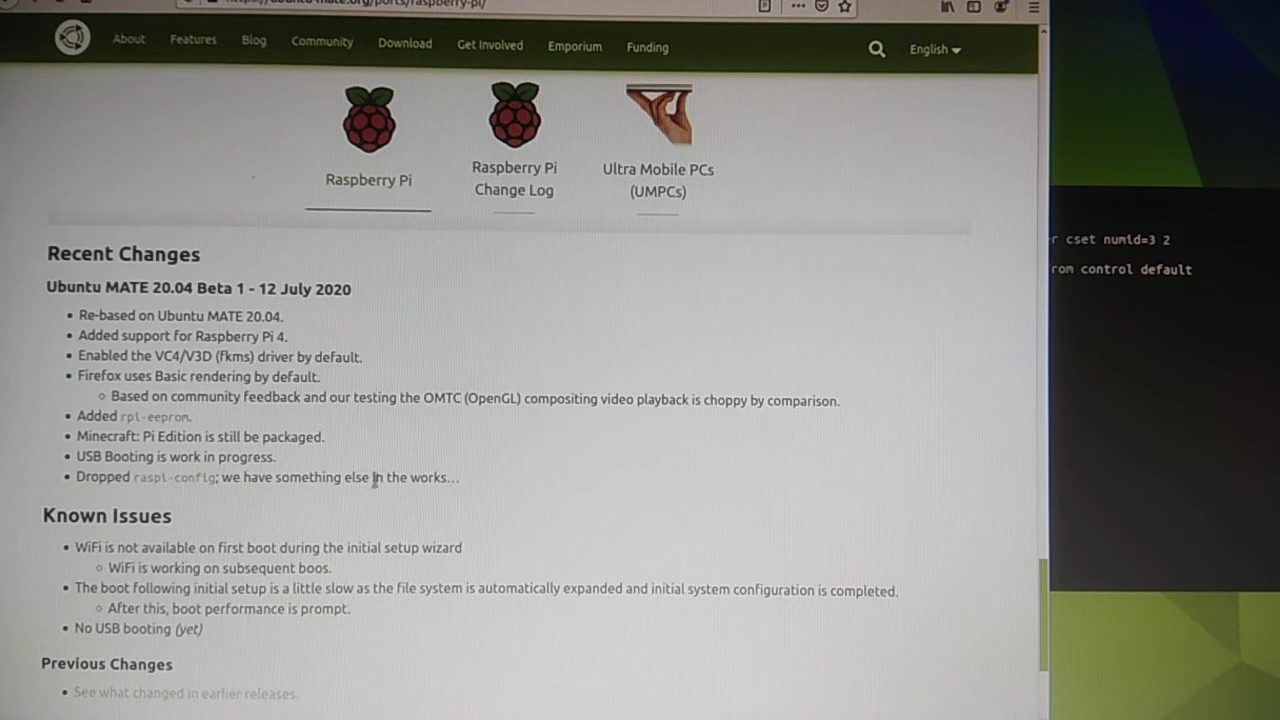 About Features Blog Community Download Get Involved Emporium Funding English
Raspberry Pi
Raspberry Pi
Change Log
Ultra Mobile PCs
(UMPCs)
r cset numid=3 2
rom control default
Recent Changes
Ubuntu MATE 20.04 Beta 1 - 12 July 2020
• Re-based on Ubuntu MATE 20.04.
• Added support for Raspberry Pi 4.
• Enabled the VC4/V3D (fkms) driver by default.
• Firefox uses Basic rendering by default.
◦ Based on community feedback and our testing the OMTC (OpenGL) compositing video playback is choppy by comparison.
• Added rpi-eeprom.
• Minecraft: Pi Edition is still be packaged.
• USB Booting is work in progress.
• Dropped raspi-config; we have something else in the works...
Known Issues
• WiFi is not available on first boot during the initial setup wizard
◦ WiFi is working on subsequent boos.
• The boot following initial setup is a little slow as the file system is automatically expanded and initial system configuration is completed.
◦ After this, boot performance is prompt.
• No USB booting (yet)
Previous Changes
• See what changed in earlier releases.